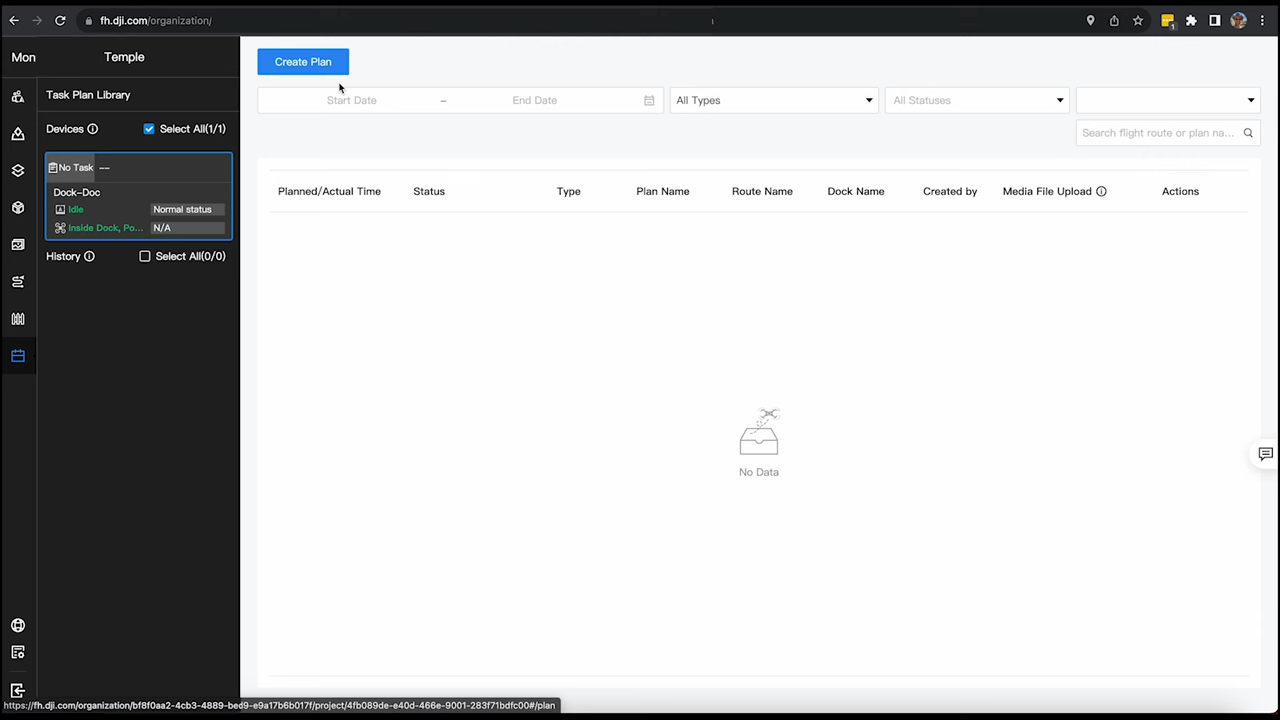 fh.dji.com/organization/
Mon
Temple
Task Plan Library
Devices
Select All(1/1)
No Task --
Dock-Doc
Idle
Normal status
Inside Dock, Po...
N/A
History
Select All(0/0)
Create Plan
Start Date
–
End Date
All Types
All Statuses
Search flight route or plan na...
Planned/Actual Time
Status
Type
Plan Name
Route Name
Dock Name
Created by
Media File Upload
Actions
No Data
https://fh.dji.com/organization/bf8f0aa2-4cb3-4889-bed9-e9a17b6b017f/project/4fb089de-e40d-466e-9001-283f71bdfc00#/plan